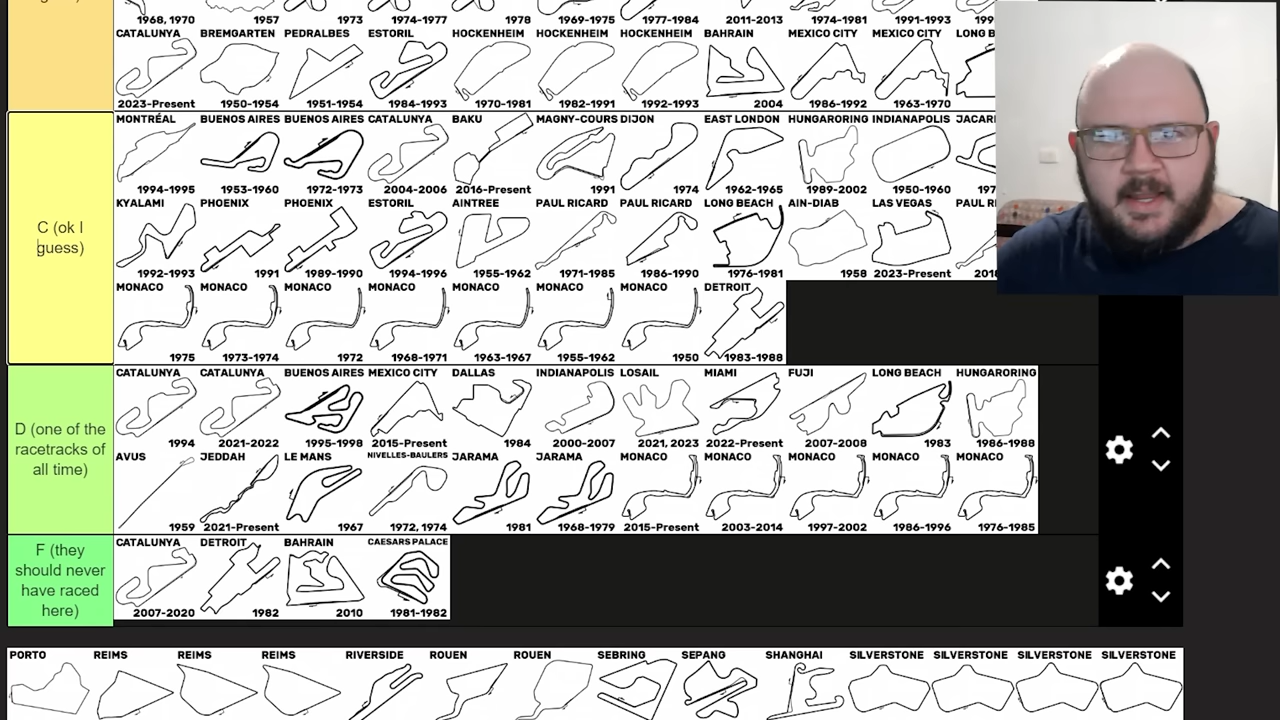 1968, 1970 1957 1973 1974-1977 1978 1969-1975 1977-1984 2011-2013 1974-1981 1991-1993
CATALUNYA BREMGARTEN PEDRALBES ESTORIL HOCKENHEIM HOCKENHEIM HOCKENHEIM BAHRAIN MEXICO CITY MEXICO CITY LONG B
2023-Present 1950-1954 1951-1954 1984-1993 1970-1981 1982-1991 1992-1993 2004 1986-1992 1963-1970
C (ok I
guess)
MONTRÉAL BUENOS AIRES BUENOS AIRES CATALUNYA BAKU MAGNY-COURS DIJON EAST LONDON HUNGARORING INDIANAPOLIS JACAR
1994-1995 1953-1960 1972-1973 2004-2006 2016-Present 1991 1974 1962-1965 1989-2002 1950-1960 197
KYALAMI PHOENIX PHOENIX ESTORIL AINTREE PAUL RICARD PAUL RICARD LONG BEACH AIN-DIAB LAS VEGAS PAUL R
1992-1993 1991 1989-1990 1994-1996 1955-1962 1971-1985 1986-1990 1976-1981 1958 2023-Present 2018
MONACO MONACO MONACO MONACO MONACO MONACO MONACO DETROIT
1975 1973-1974 1972 1968-1971 1963-1967 1955-1962 1950 1983-1988
D (one of the
racetracks of
all time)
CATALUNYA CATALUNYA BUENOS AIRES MEXICO CITY DALLAS INDIANAPOLIS LOSAIL MIAMI FUJI LONG BEACH HUNGARORING
1994 2021-2022 1995-1998 2015-Present 1984 2000-2007 2021, 2023 2022-Present 2007-2008 1983 1986-1988
AVUS JEDDAH LE MANS NIVELLES-BAULERS JARAMA JARAMA MONACO MONACO MONACO MONACO MONACO
1959 2021-Present 1967 1972, 1974 1981 1968-1979 2015-Present 2003-2014 1997-2002 1986-1996 1976-1985
F (they
should never
have raced
here)
CATALUNYA DETROIT BAHRAIN CAESARS PALACE
2007-2020 1982 2010 1981-1982
PORTO REIMS REIMS REIMS RIVERSIDE ROUEN ROUEN SEBRING SEPANG SHANGHAI SILVERSTONE SILVERSTONE SILVERSTONE SILVERSTONE